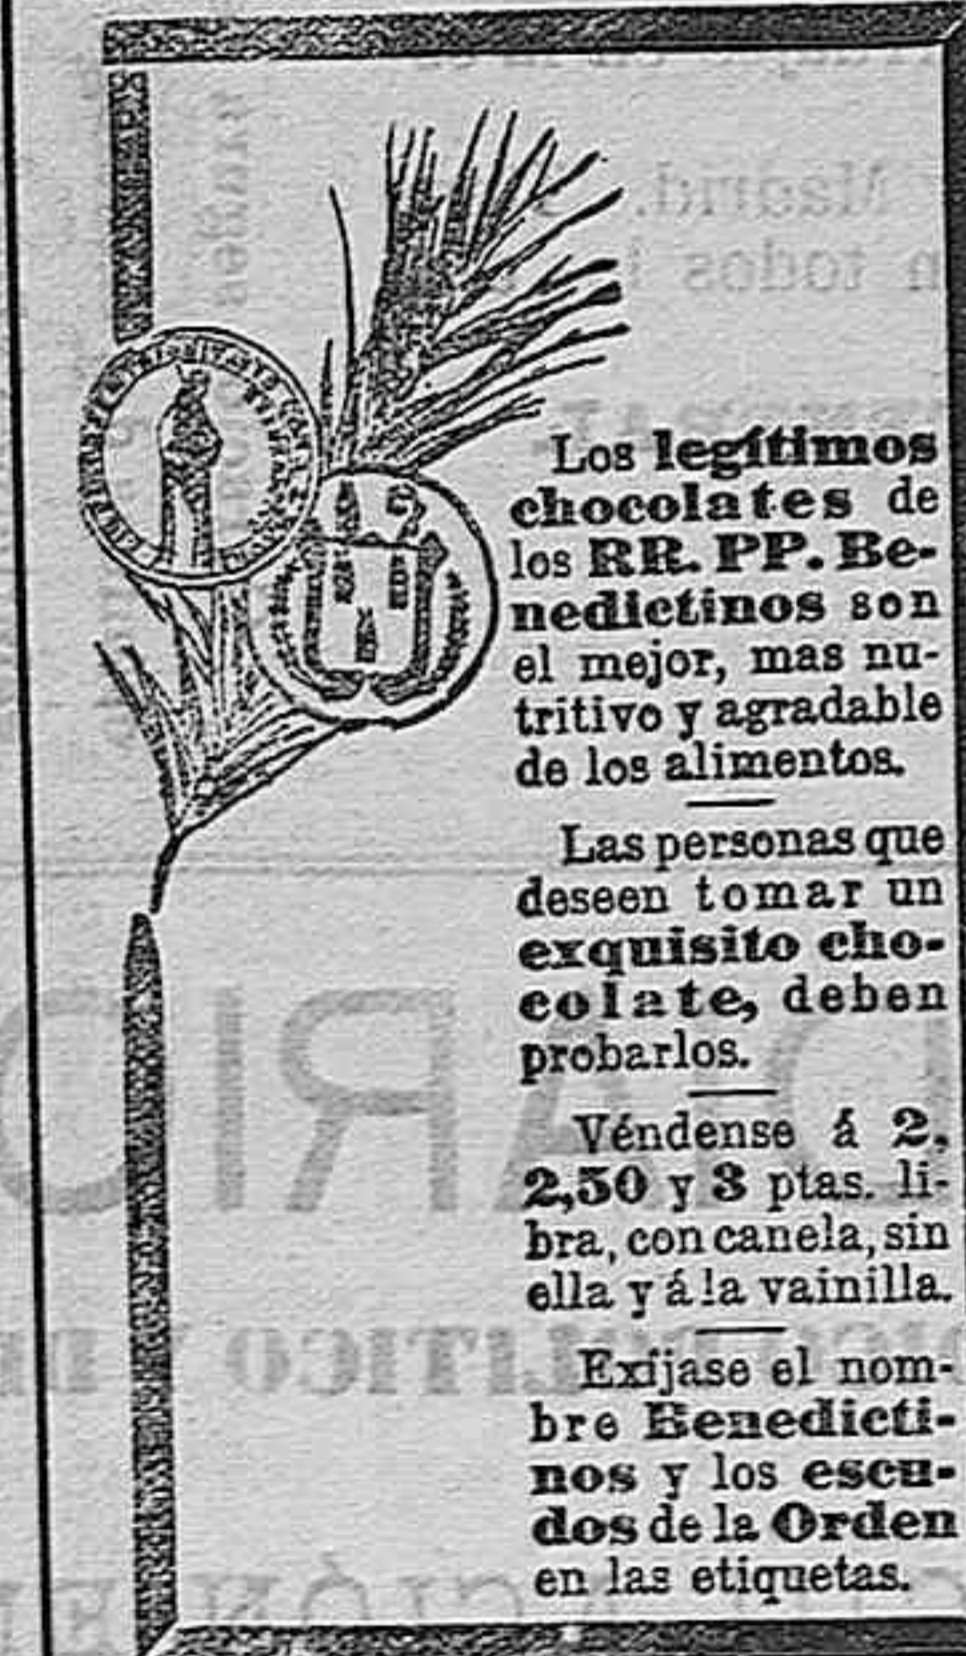 Los legítimos
chocolates de
los RR. PP. Be-
nedictinos son
el mejor, mas nu-
tritivo y agradable
de los alimentos.
Las personas que
deseen tomar un
exquisito cho-
colate, deben
probarlos.
Véndense á 2,
2,50 y 3 ptas. li-
bra, con canela, sin
ella y á la vainilla.
Exíjase el nom-
bre Benedicti-
nos y los escu-
dos de la Orden
en las etiquetas.